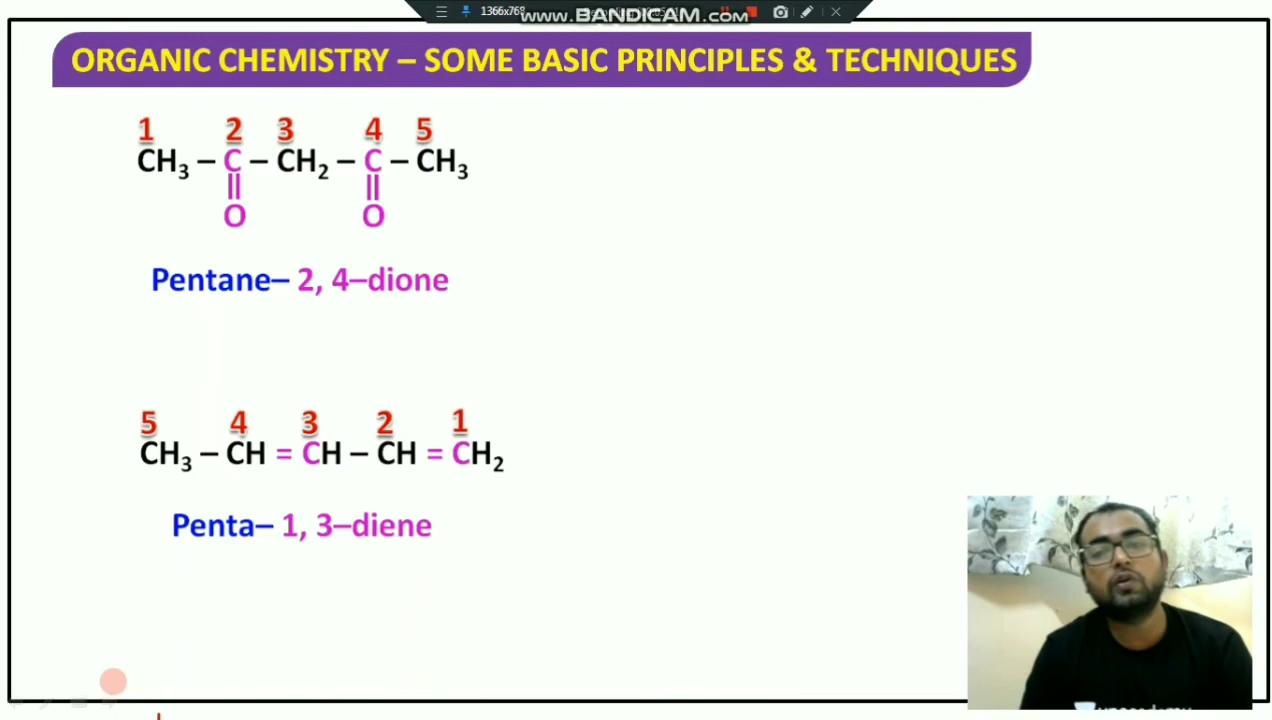 1366x768
www.BANDICAM.com
ORGANIC CHEMISTRY – SOME BASIC PRINCIPLES & TECHNIQUES
1 2 3 4 5
CH₃ – C – CH₂ – C – CH₃
|| ||
O O
Pentane– 2, 4–dione
5 4 3 2 1
CH₃ – CH = CH – CH = CH₂
Penta– 1, 3–diene